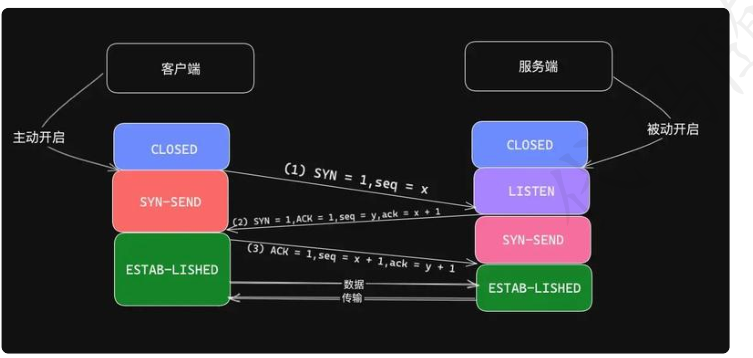 客户端
服务端
主动开启
被动开启
CLOSED
CLOSED
(1) SYN = 1,seq = x
LISTEN
SYN-SEND
(2) SYN = 1,ACK = 1,seq = y,ack = x + 1
SYN-SEND
(3) ACK = 1,seq = x + 1,ack = y + 1
ESTAB-LISHED
数据
ESTAB-LISHED
传输